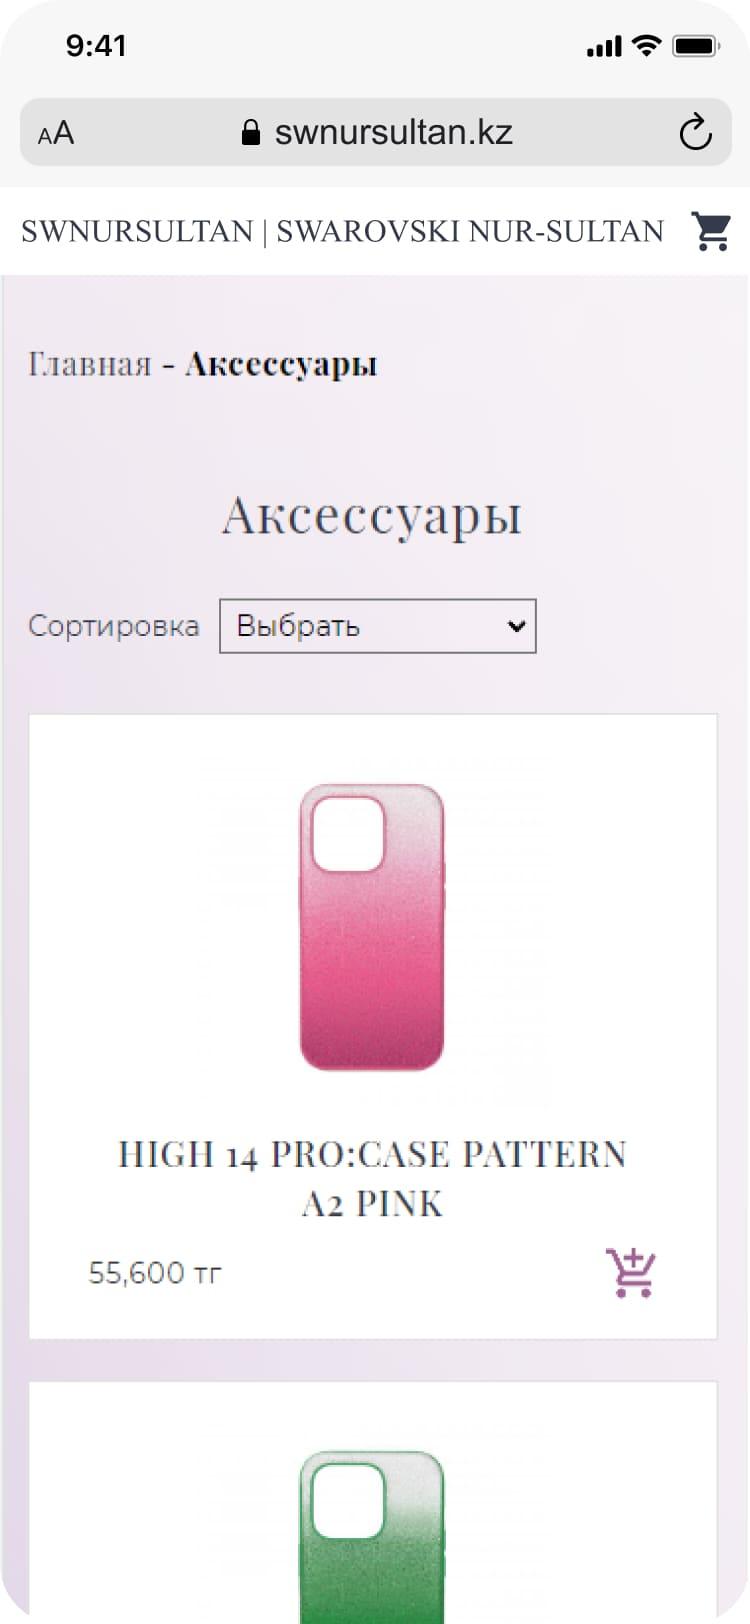 9:41
AA swnursultan.kz
SWNURSULTAN | SWAROVSKI NUR-SULTAN
Главная - Аксессуары
Аксессуары
Сортировка Выбрать
HIGH 14 PRO:CASE PATTERN
A2 PINK
55,600 тг